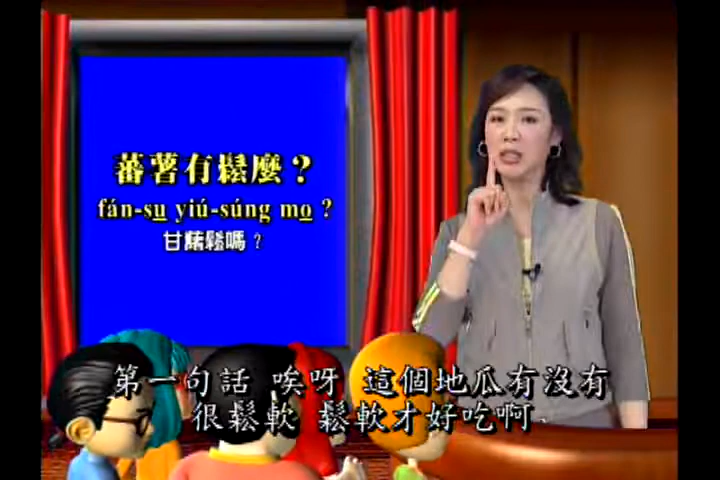 蕃薯有鬆麼？
fán-su yiú-súng mo ?
甘藷鬆嗎？
第一句話 唉呀 這個地瓜有沒有
很鬆軟 鬆軟才好吃啊